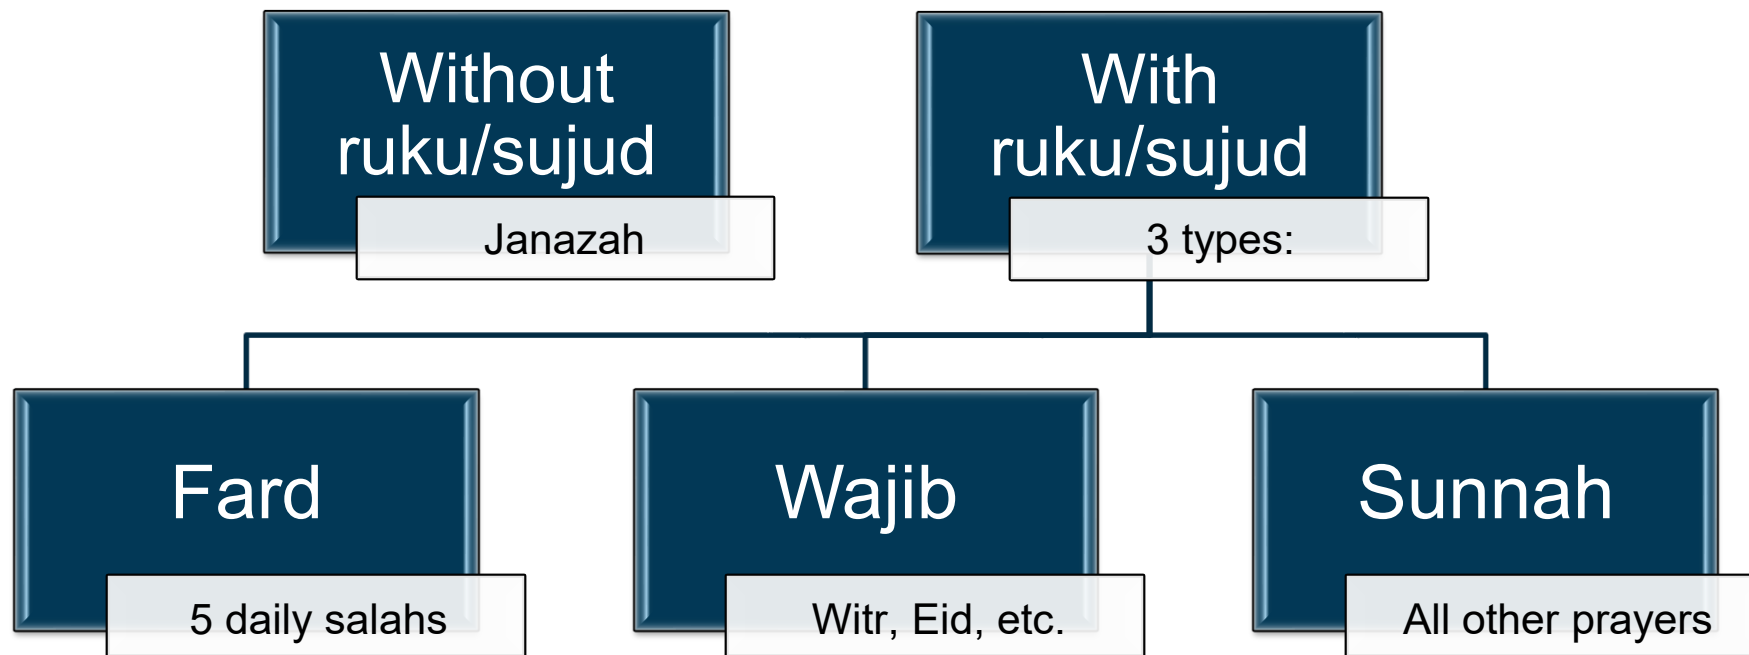 Without
ruku/sujud
Janazah
With
ruku/sujud
3 types:
Fard
5 daily salahs
Wajib
Witr, Eid, etc.
Sunnah
All other prayers